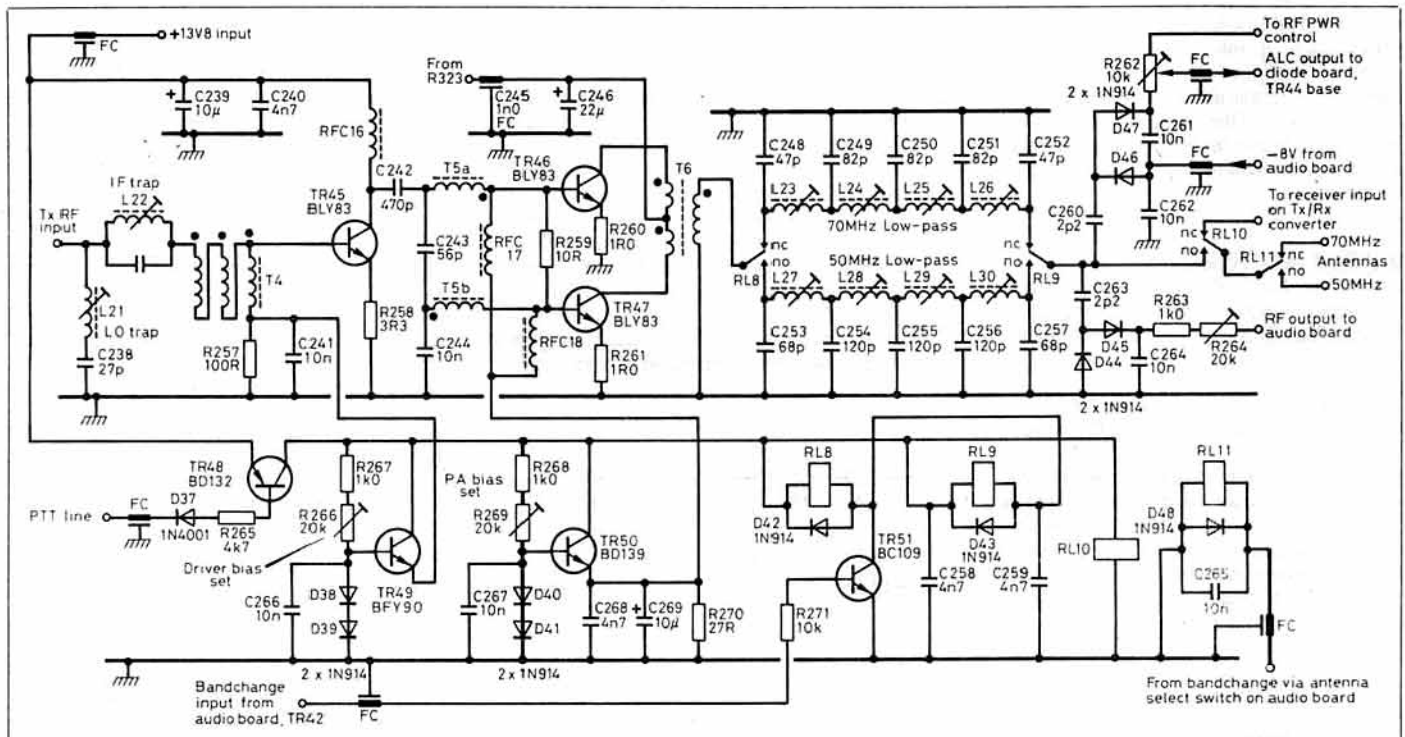 +13V8 input
FC
C239
10μ
C240
4n7
RFC16
From
R323
C245
1n0
FC
C246
22μ
C242
470p
T5a
TR46
BLY83
T6
TR45
BLY83
IF trap
L22
Tx RF
input
L21
LO trap
C238
27p
T4
R257
100R
C241
10n
R258
3R3
C243
56p
C244
10n
RFC
17
R259
10R
T5b
RFC18
R260
1R0
TR47
BLY83
R261
1R0
C248
47p
C249
82p
C250
82p
C251
82p
C252
47p
L23
L24
L25
L26
70MHz Low-pass
nc
no
RL8
50MHz Low-pass
nc
no
RL9
L27
L28
L29
L30
C253
68p
C254
120p
C255
120p
C256
120p
C257
68p
To RF PWR
control
R262
10k
FC
ALC output to
diode board,
TR44 base
2 x 1N914
D47
C261
10n
D46
FC
-8V from
audio board
C260
2p2
C262
10n
To receiver input
on Tx/Rx
converter
nc
RL10
no
RL11
nc
no
70MHz
Antennas
50MHz
C263
2p2
R263
1k0
RF output to
audio board
D45
D44
C264
10n
R264
20k
2 x 1N914
TR48
BD132
PTT line
FC
D37
1N4001
R265
4k7
R267
1k0
R266
20k
Driver bias
set
TR49
BFY90
C266
10n
D38
D39
2 x 1N914
PA bias
set
R268
1k0
R269
20k
TR50
BD139
C267
10n
D40
D41
2 x 1N914
C268
4n7
C269
10μ
R270
27R
RL8
D42
1N914
TR51
BC109
R271
10k
RL9
D43
1N914
C258
4n7
C259
4n7
RL10
RL11
D48
1N914
C265
10n
FC
Bandchange
input from
audio board, TR42
FC
From bandchange via antenna
select switch on audio board